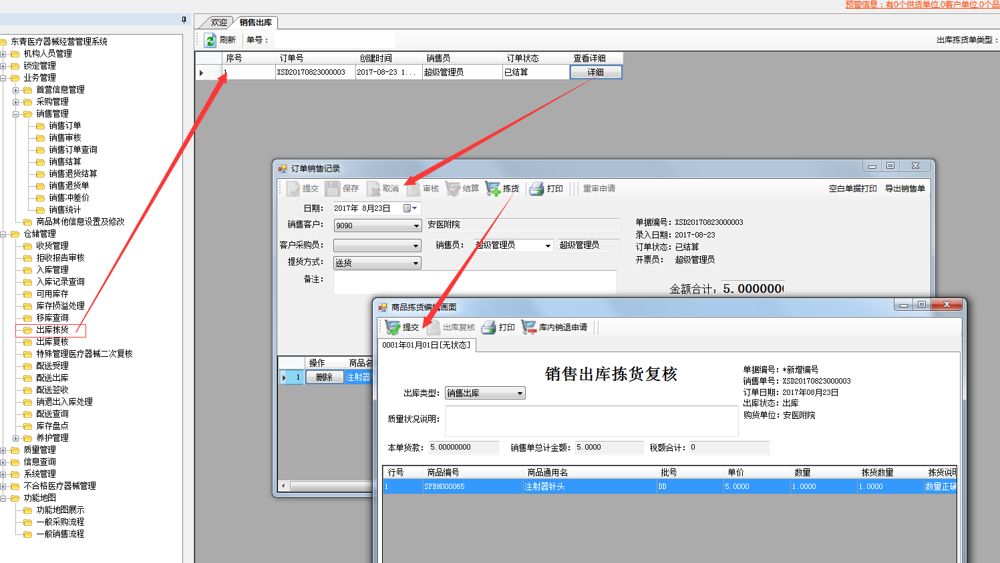 预警信息：有0个供货单位,0客户单位,0个品
欢迎
销售出库
刷新
单号：
出库拣货单类型：
东青医疗器械经营管理系统
机构人员管理
锁定管理
业务管理
首营信息管理
采购管理
销售管理
销售订单
销售审核
销售订单查询
销售结算
销售退货结算
销售退货单
销售冲差价
销售统计
商品其他信息设置及修改
仓储管理
收货管理
拒收报告审核
入库管理
入库记录查询
可用库存
库存损溢处理
移库查询
出库拣货
出库复核
特殊管理医疗器械二次复核
配送受理
配送出库
配送签收
销退出入库处理
配送查询
库存盘点
养护管理
质量管理
信息查询
系统管理
不合格医疗器械管理
功能地图
功能地图展示
一般采购流程
一般销售流程
序号 订单号 创建时间 销售员 订单状态 查看详细
1 XSD20170823000003 2017-08-23 1... 超级管理员 已结算 详细
订单销售记录
提交 保存 取消 审核 结算 拣货 打印 重审申请 空白单据打印 导出销售单
日期： 2017年 8月23日
销售客户： 9090 安医附院
客户采购员： 销售员： 超级管理员 超级管理员
提货方式： 送货
备注：
单据编号：XSD20170823000003
录入日期：2017-08-23
订单状态：已结算
开票员： 超级管理员
金额合计：5.000000
操作 商品名
1 删除 注射器
商品拣货编辑画面
提交 出库复核 打印 库内销退申请
0001年01月01日[无状态]
销售出库拣货复核
出库类型： 销售出库
质量状况说明：
单据编号：*新增编号
销售单号：XSD20170823000003
订单日期：2017年08月23日
出库状态：出库
购货单位：安医附院
本单货款： 5.00000000 销售单总计金额： 5.0000 税额合计： 0
行号 商品编号 商品通用名 批号 单价 数量 拣货数量 拣货说明
1 SPBH000065 注射器针头 DD 5.0000 1.0000 1.0000 数量正确